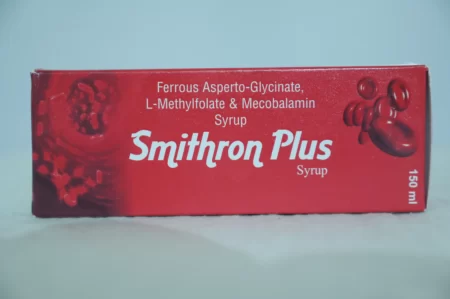 Ferrous Asperto-Glycinate,
L-Methylfolate & Mecobalamin
Syrup
Smithron Plus
Syrup
150 ml